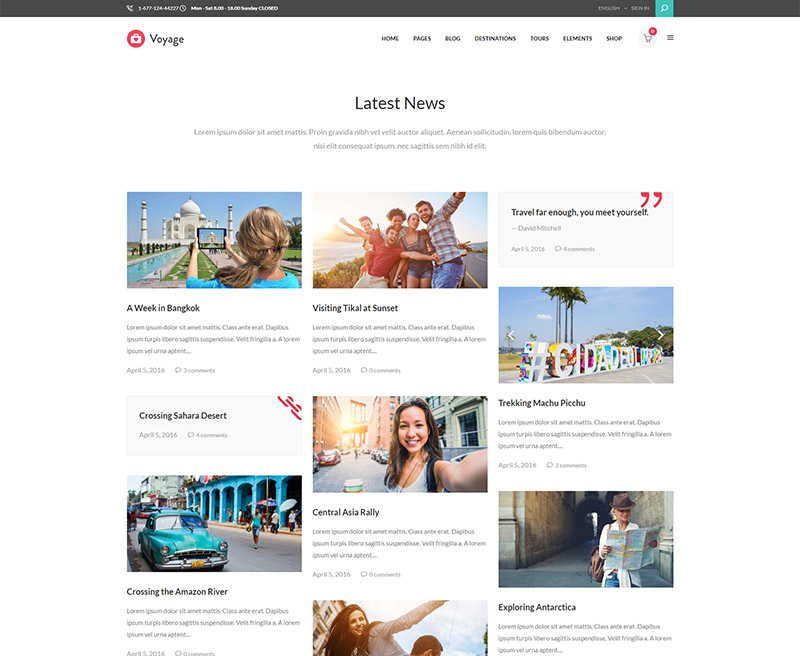 1-677-124-44227 Mon - Sat 8.00 - 18.00 Sunday CLOSED
ENGLISH SIGN IN
Voyage
HOME PAGES BLOG DESTINATIONS TOURS ELEMENTS SHOP
0
Latest News
Lorem ipsum dolor sit amet mattis. Proin gravida nibh vel velit auctor aliquet. Aenean sollicitudin, lorem quis bibendum auctor,
nisi elit consequat ipsum, nec sagittis sem nibh id elit.
A Week in Bangkok
Lorem ipsum dolor sit amet mattis. Class ante erat. Dapibus
ipsum turpis libero sagittis suspendisse. Velit fringilla a. A lorem
ipsum vel urna aptent....
April 5, 2016 3 comments
Crossing Sahara Desert
April 5, 2016 4 comments
Crossing the Amazon River
Lorem ipsum dolor sit amet mattis. Class ante erat. Dapibus
ipsum turpis libero sagittis suspendisse. Velit fringilla a. A lorem
ipsum vel urna aptent....
April 5, 2016 0 comments
Visiting Tikal at Sunset
Lorem ipsum dolor sit amet mattis. Class ante erat. Dapibus
ipsum turpis libero sagittis suspendisse. Velit fringilla a. A lorem
ipsum vel urna aptent....
April 5, 2016 0 comments
Central Asia Rally
Lorem ipsum dolor sit amet mattis. Class ante erat. Dapibus
ipsum turpis libero sagittis suspendisse. Velit fringilla a. A lorem
ipsum vel urna aptent....
April 5, 2016 0 comments
Travel far enough, you meet yourself.
— David Mitchell
April 5, 2016 4 comments
Trekking Machu Picchu
Lorem ipsum dolor sit amet mattis. Class ante erat. Dapibus
ipsum turpis libero sagittis suspendisse. Velit fringilla a. A lorem
ipsum vel urna aptent....
April 5, 2016 3 comments
Exploring Antarctica
Lorem ipsum dolor sit amet mattis. Class ante erat. Dapibus
ipsum turpis libero sagittis suspendisse. Velit fringilla a. A lorem